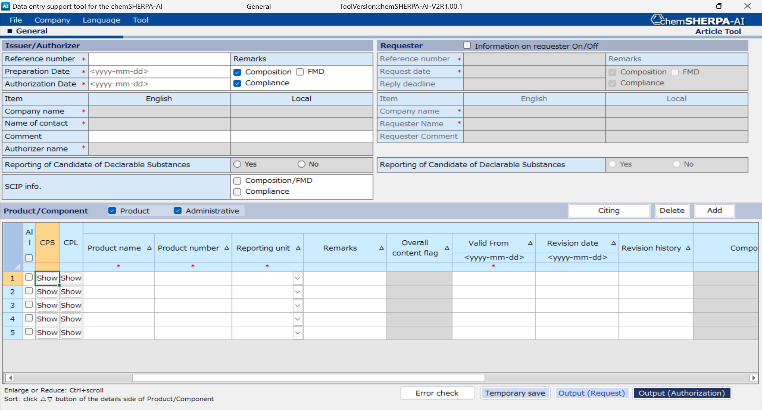 Data entry support tool for the chemSHERPA-AI General ToolVersion:chemSHERPA-AI-V2R1.00.1
File Company Language Tool
chemSHERPA-AI
■ General Article Tool
Issuer/Authorizer
Reference number * Remarks
Preparation Date * <yyyy-mm-dd> Composition FMD
Authorization Date * <yyyy-mm-dd> Compliance
Item English Local
Company name *
Name of contact *
Comment
Authorizer name *
Reporting of Candidate of Declarable Substances Yes No
SCIP info. Composition/FMD
Compliance
Requester Information on requester On/Off
Reference number * Remarks
Request date * Composition FMD
Reply deadline Compliance
Item English Local
Company name *
Requester Name *
Requester Comment
Reporting of Candidate of Declarable Substances Yes No
Product/Component Product Administrative Citing Delete Add
All CPS CPL Product name △ Product number △ Reporting unit △ Remarks △ Overall content flag △ Valid From △ <yyyy-mm-dd> Revision date △ <yyyy-mm-dd> Revision history △ Compo
* * * *
1 Show Show
2 Show Show
3 Show Show
4 Show Show
5 Show Show
Enlarge or Reduce: Ctrl+scroll
Sort: click △▽ button of the details side of Product/Component
Error check Temporary save Output (Request) Output (Authorization)